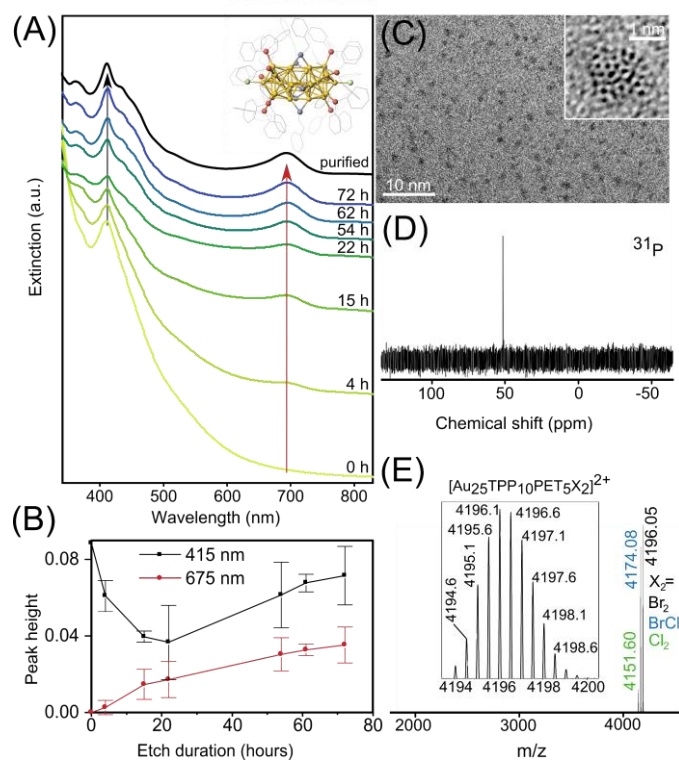 (A)
Extinction (a.u.)
purified
72 h
62 h
54 h
22 h
15 h
4 h
0 h
400 500 600 700 800
Wavelength (nm)
(B)
Peak height
0.08
0.04
0.00
415 nm
675 nm
0 20 40 60 80
Etch duration (hours)
(C)
1 nm
10 nm
(D)
31P
100 50 0 -50
Chemical shift (ppm)
(E)
[Au25TPP10PET5X2]2+
4194.6
4195.1
4195.6
4196.1
4196.6
4197.1
4197.6
4198.1
4198.6
4194 4196 4198 4200
4151.60
4174.08
4196.05
X2=
Br2
BrCl
Cl2
2000 3000 4000
m/z